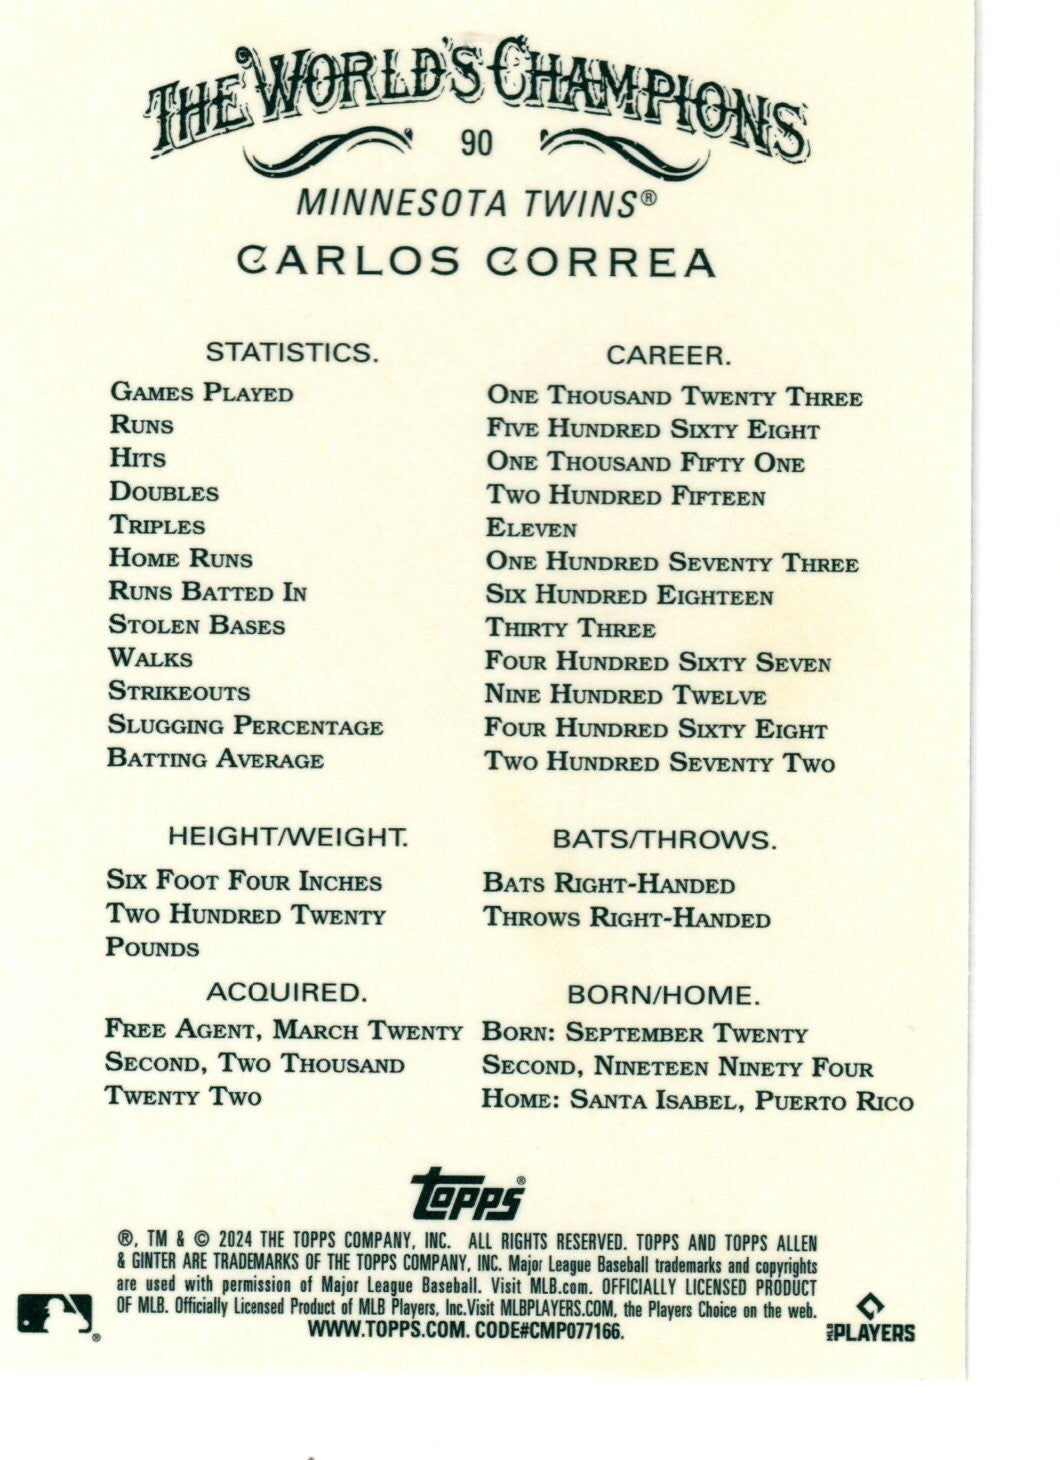 THE WORLD'S CHAMPIONS
90
MINNESOTA TWINS®
CARLOS CORREA
STATISTICS. CAREER.
GAMES PLAYED ONE THOUSAND TWENTY THREE
RUNS FIVE HUNDRED SIXTY EIGHT
HITS ONE THOUSAND FIFTY ONE
DOUBLES TWO HUNDRED FIFTEEN
TRIPLES ELEVEN
HOME RUNS ONE HUNDRED SEVENTY THREE
RUNS BATTED IN SIX HUNDRED EIGHTEEN
STOLEN BASES THIRTY THREE
WALKS FOUR HUNDRED SIXTY SEVEN
STRIKEOUTS NINE HUNDRED TWELVE
SLUGGING PERCENTAGE FOUR HUNDRED SIXTY EIGHT
BATTING AVERAGE TWO HUNDRED SEVENTY TWO
HEIGHT/WEIGHT.
SIX FOOT FOUR INCHES
TWO HUNDRED TWENTY
POUNDS
BATS/THROWS.
BATS RIGHT-HANDED
THROWS RIGHT-HANDED
ACQUIRED.
FREE AGENT, MARCH TWENTY
SECOND, TWO THOUSAND
TWENTY TWO
BORN/HOME.
BORN: SEPTEMBER TWENTY
SECOND, NINETEEN NINETY FOUR
HOME: SANTA ISABEL, PUERTO RICO
topps®
®, TM & © 2024 THE TOPPS COMPANY, INC. ALL RIGHTS RESERVED. TOPPS AND TOPPS ALLEN
& GINTER ARE TRADEMARKS OF THE TOPPS COMPANY, INC. Major League Baseball trademarks and copyrights
are used with permission of Major League Baseball. Visit MLB.com. OFFICIALLY LICENSED PRODUCT
OF MLB. Officially Licensed Product of MLB Players, Inc.Visit MLBPLAYERS.COM, the Players Choice on the web.
WWW.TOPPS.COM. CODE#CMP077166.
®
MLB PLAYERS